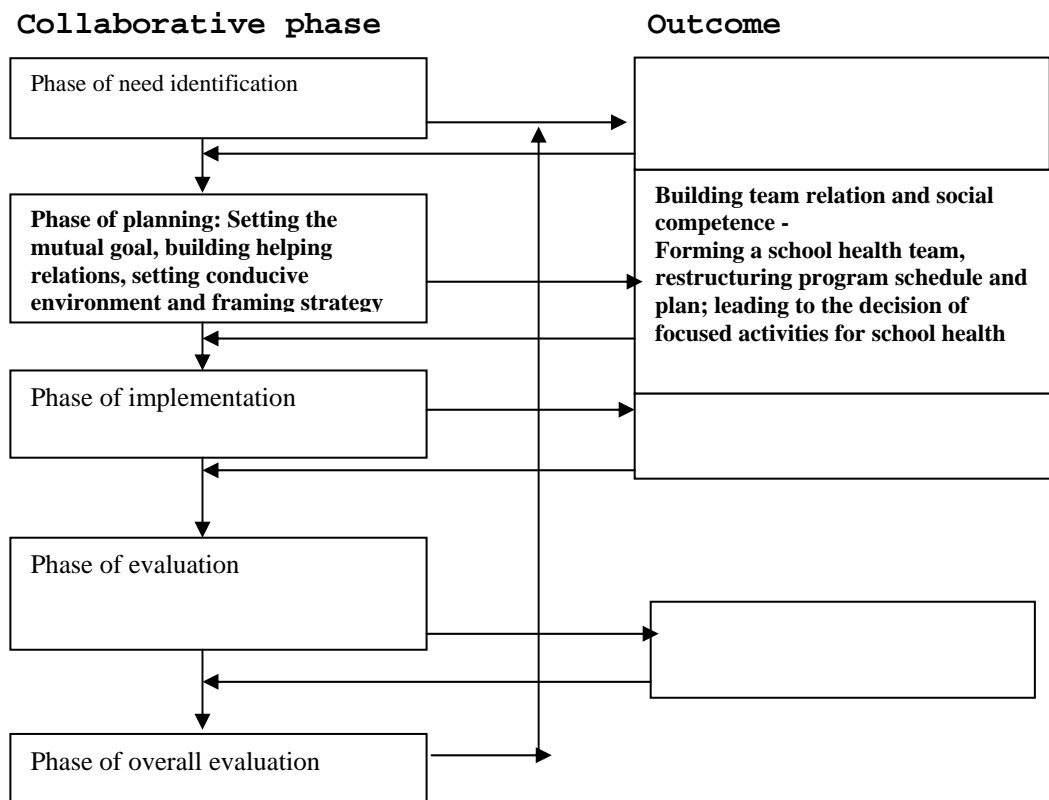 Collaborative phase
Outcome
Phase of need identification
Phase of planning: Setting the
mutual goal, building helping
relations, setting conducive
environment and framing strategy
Building team relation and social
competence -
Forming a school health team,
restructuring program schedule and
plan; leading to the decision of
focused activities for school health
Phase of implementation
Phase of evaluation
Phase of overall evaluation